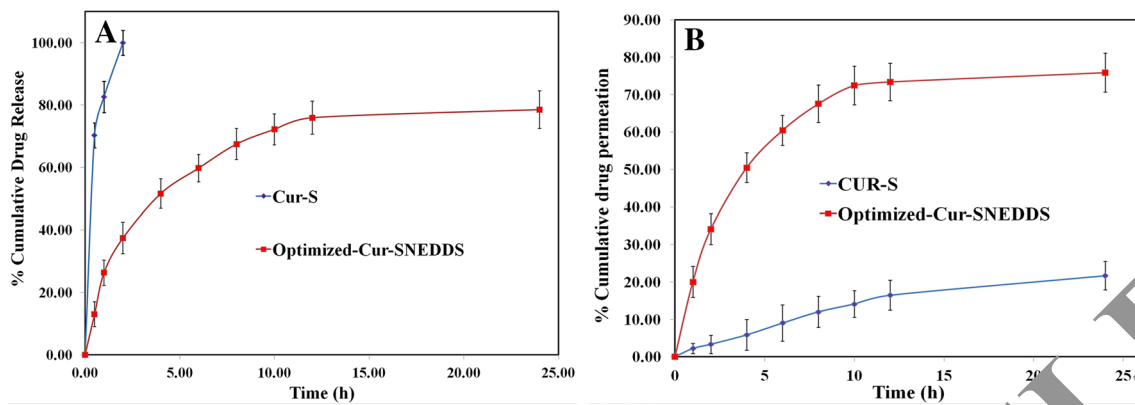 A
% Cumulative Drug Release
100.00
80.00
60.00
40.00
20.00
0.00
Cur-S
Optimized-Cur-SNEDDS
0.00 5.00 10.00 15.00 20.00 25.00
Time (h)
B
% Cumulative drug permeation
90.00
80.00
70.00
60.00
50.00
40.00
30.00
20.00
10.00
0.00
CUR-S
Optimized-Cur-SNEDDS
0 5 10 15
Time (h)